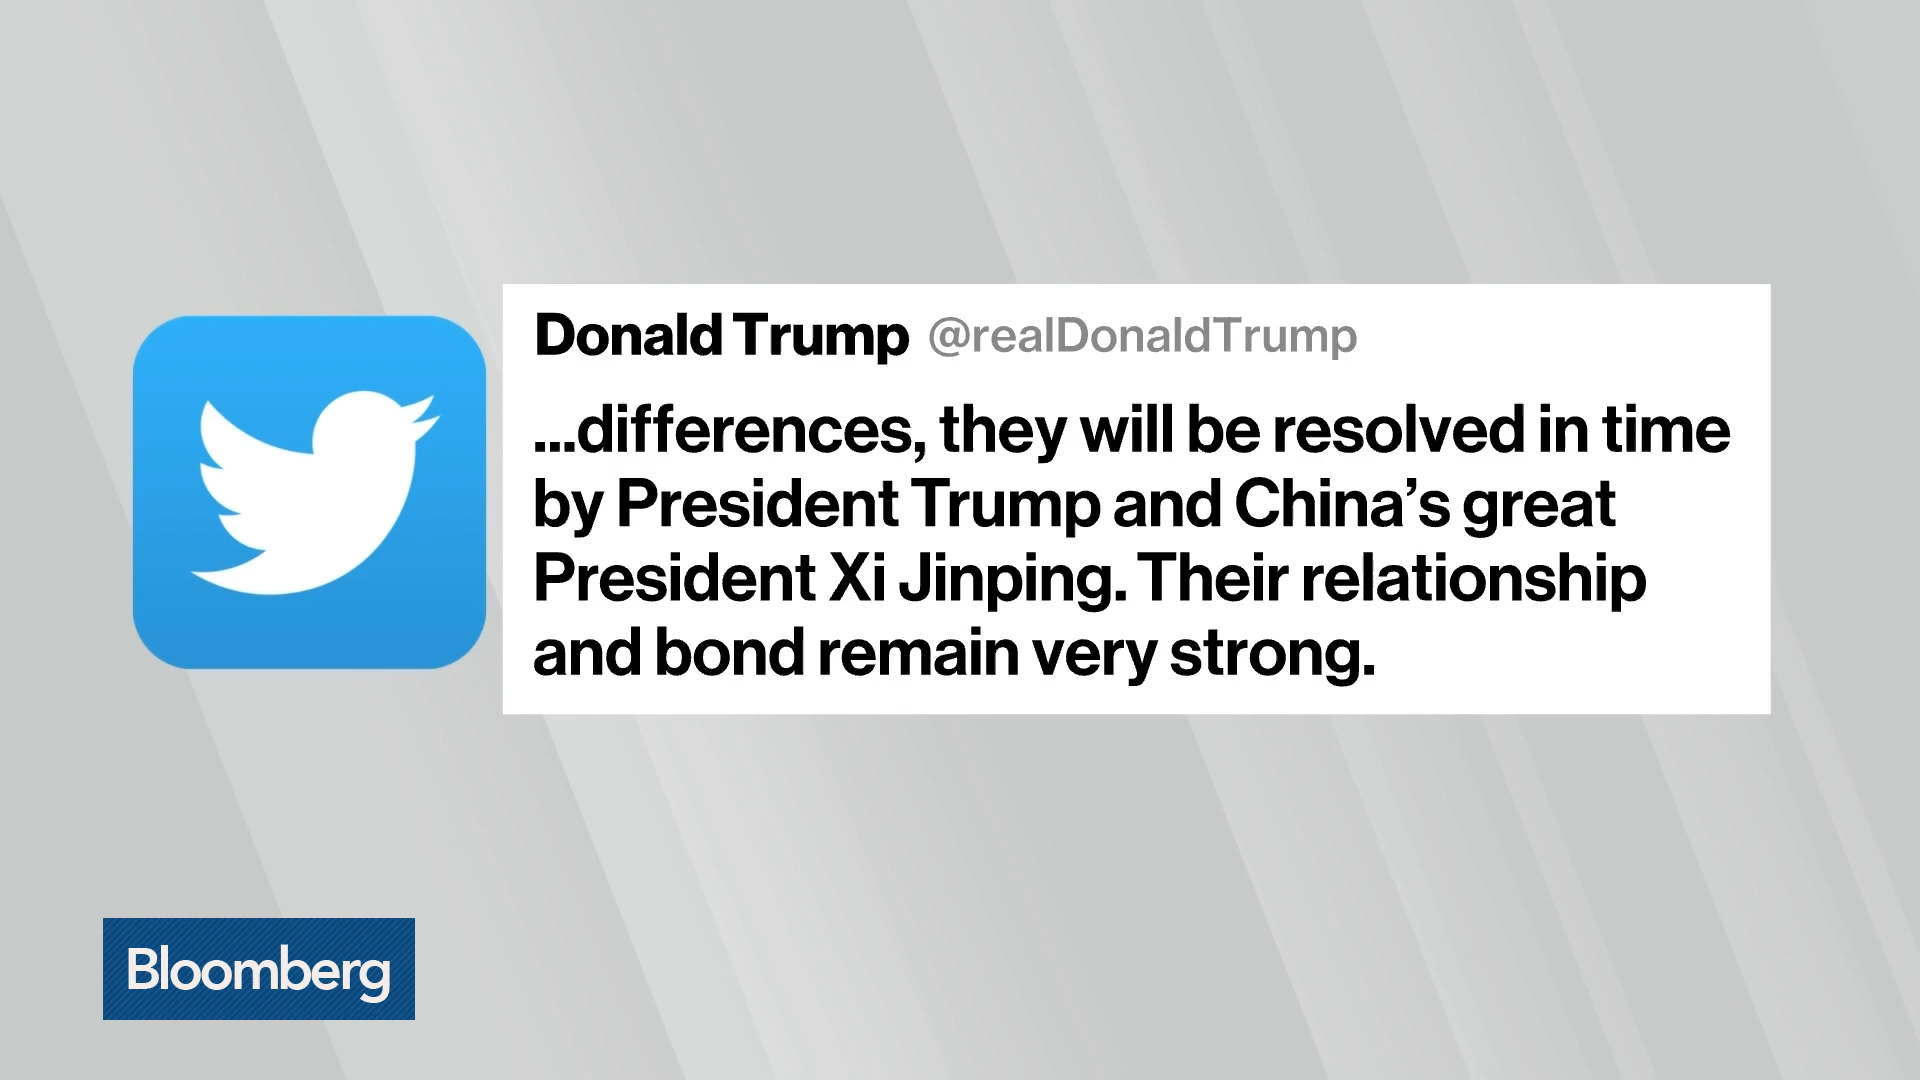 Donald Trump @realDonaldTrump
...differences, they will be resolved in time
by President Trump and China’s great
President Xi Jinping. Their relationship
and bond remain very strong.
Bloomberg